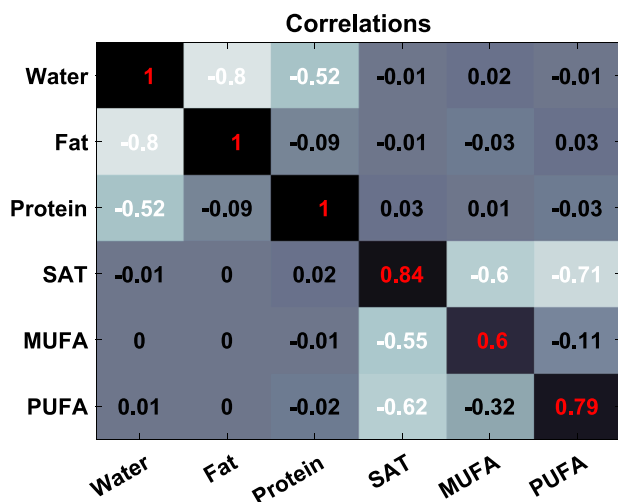 Correlations
Water 1 -0.8 -0.52 -0.01 0.02 -0.01
Fat -0.8 1 -0.09 -0.01 -0.03 0.03
Protein -0.52 -0.09 1 0.03 0.01 -0.03
SAT -0.01 0 0.02 0.84 -0.6 -0.71
MUFA 0 0 -0.01 -0.55 0.6 -0.11
PUFA 0.01 0 -0.02 -0.62 -0.32 0.79
Water Fat Protein SAT MUFA PUFA